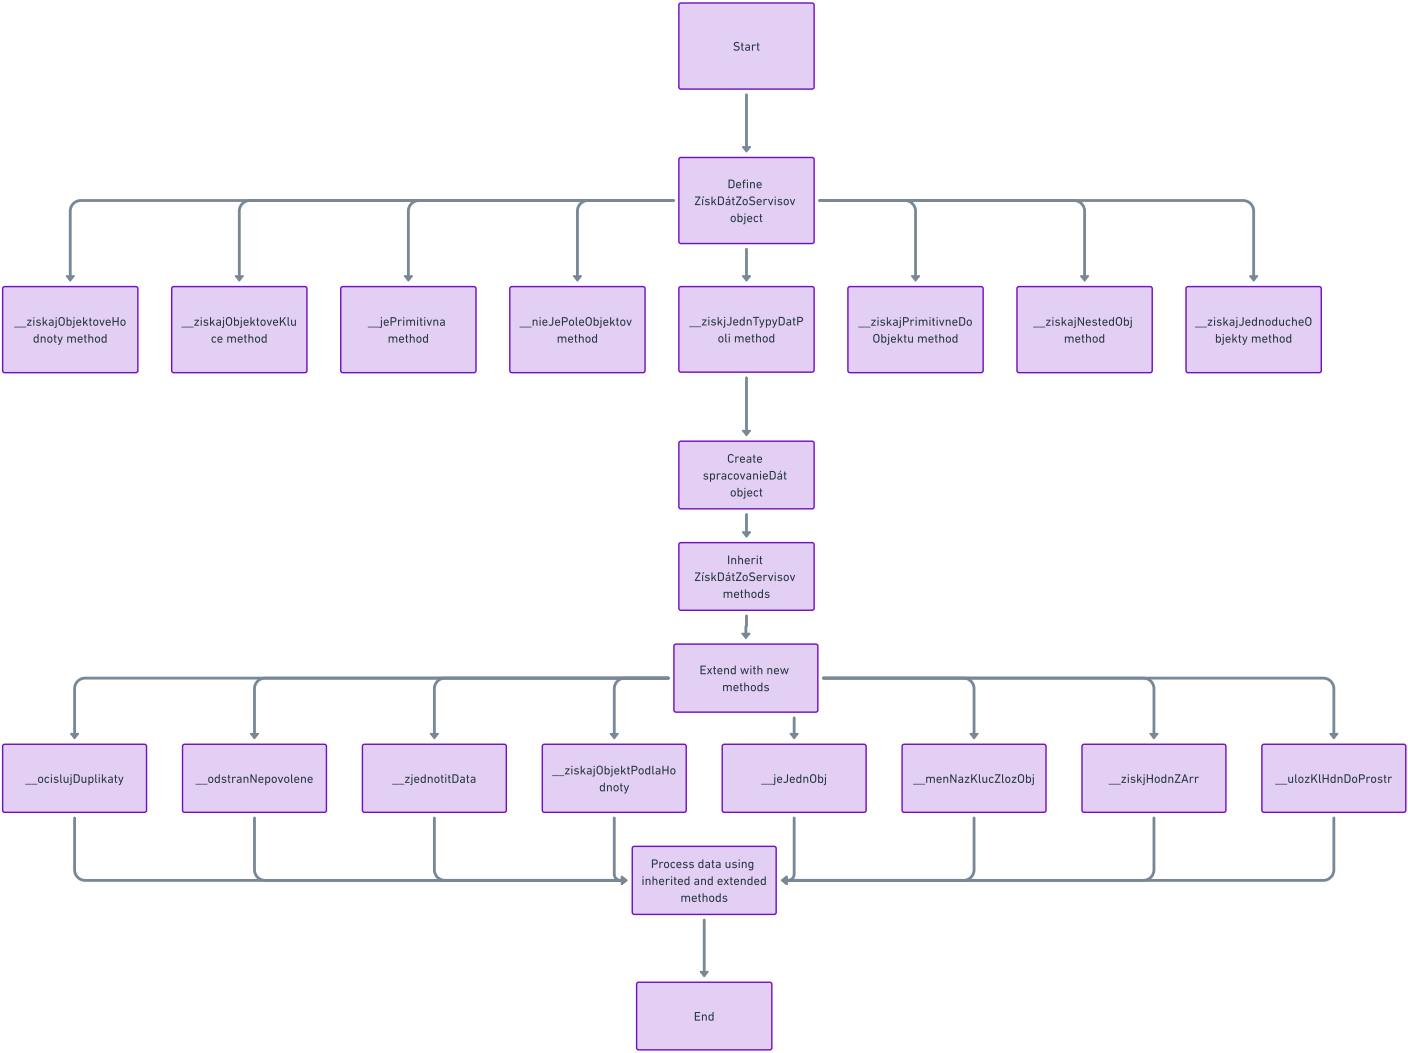 Start
Define
ZískDátZoServisov
object
__ziskajObjektoveHo
dnoty method
__ziskajObjektoveKlu
ce method
__jePrimitivna
method
__nieJePoleObjektov
method
__ziskjJednTypyDatP
oli method
__ziskajPrimitivneDo
Objektu method
__ziskajNestedObj
method
__ziskajJednoducheO
bjekty method
Create
spracovanieDát
object
Inherit
ZískDátZoServisov
methods
Extend with new
methods
__ocislujDuplikaty
__odstranNepovolene
__zjednotitData
__ziskajObjektPodlaHo
dnoty
__jeJednObj
__menNazKlucZlozObj
__ziskjHodnZArr
__ulozKlHdnDoProstr
Process data using
inherited and extended
methods
End